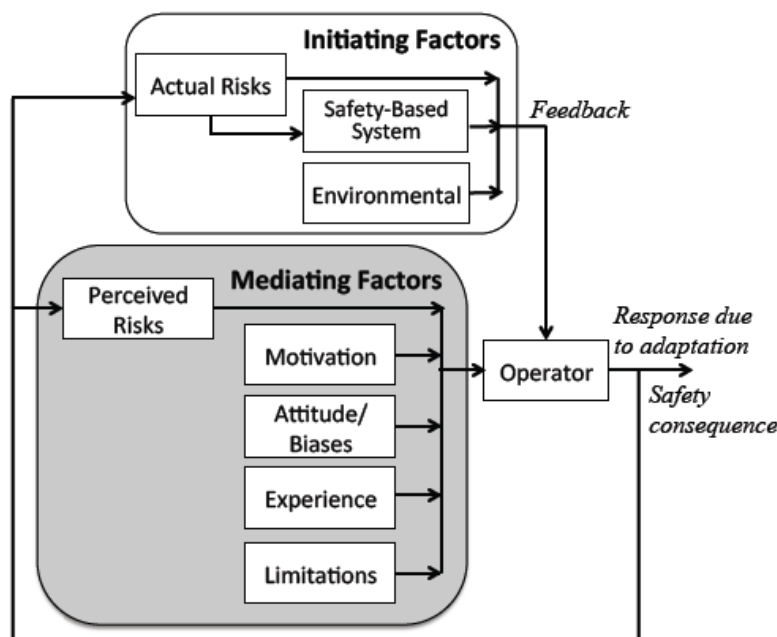 Initiating Factors
Actual Risks
Safety-Based
System
Environmental
Feedback
Mediating Factors
Perceived
Risks
Motivation
Attitude/
Biases
Experience
Limitations
Operator
Response due
to adaptation
Safety
consequence